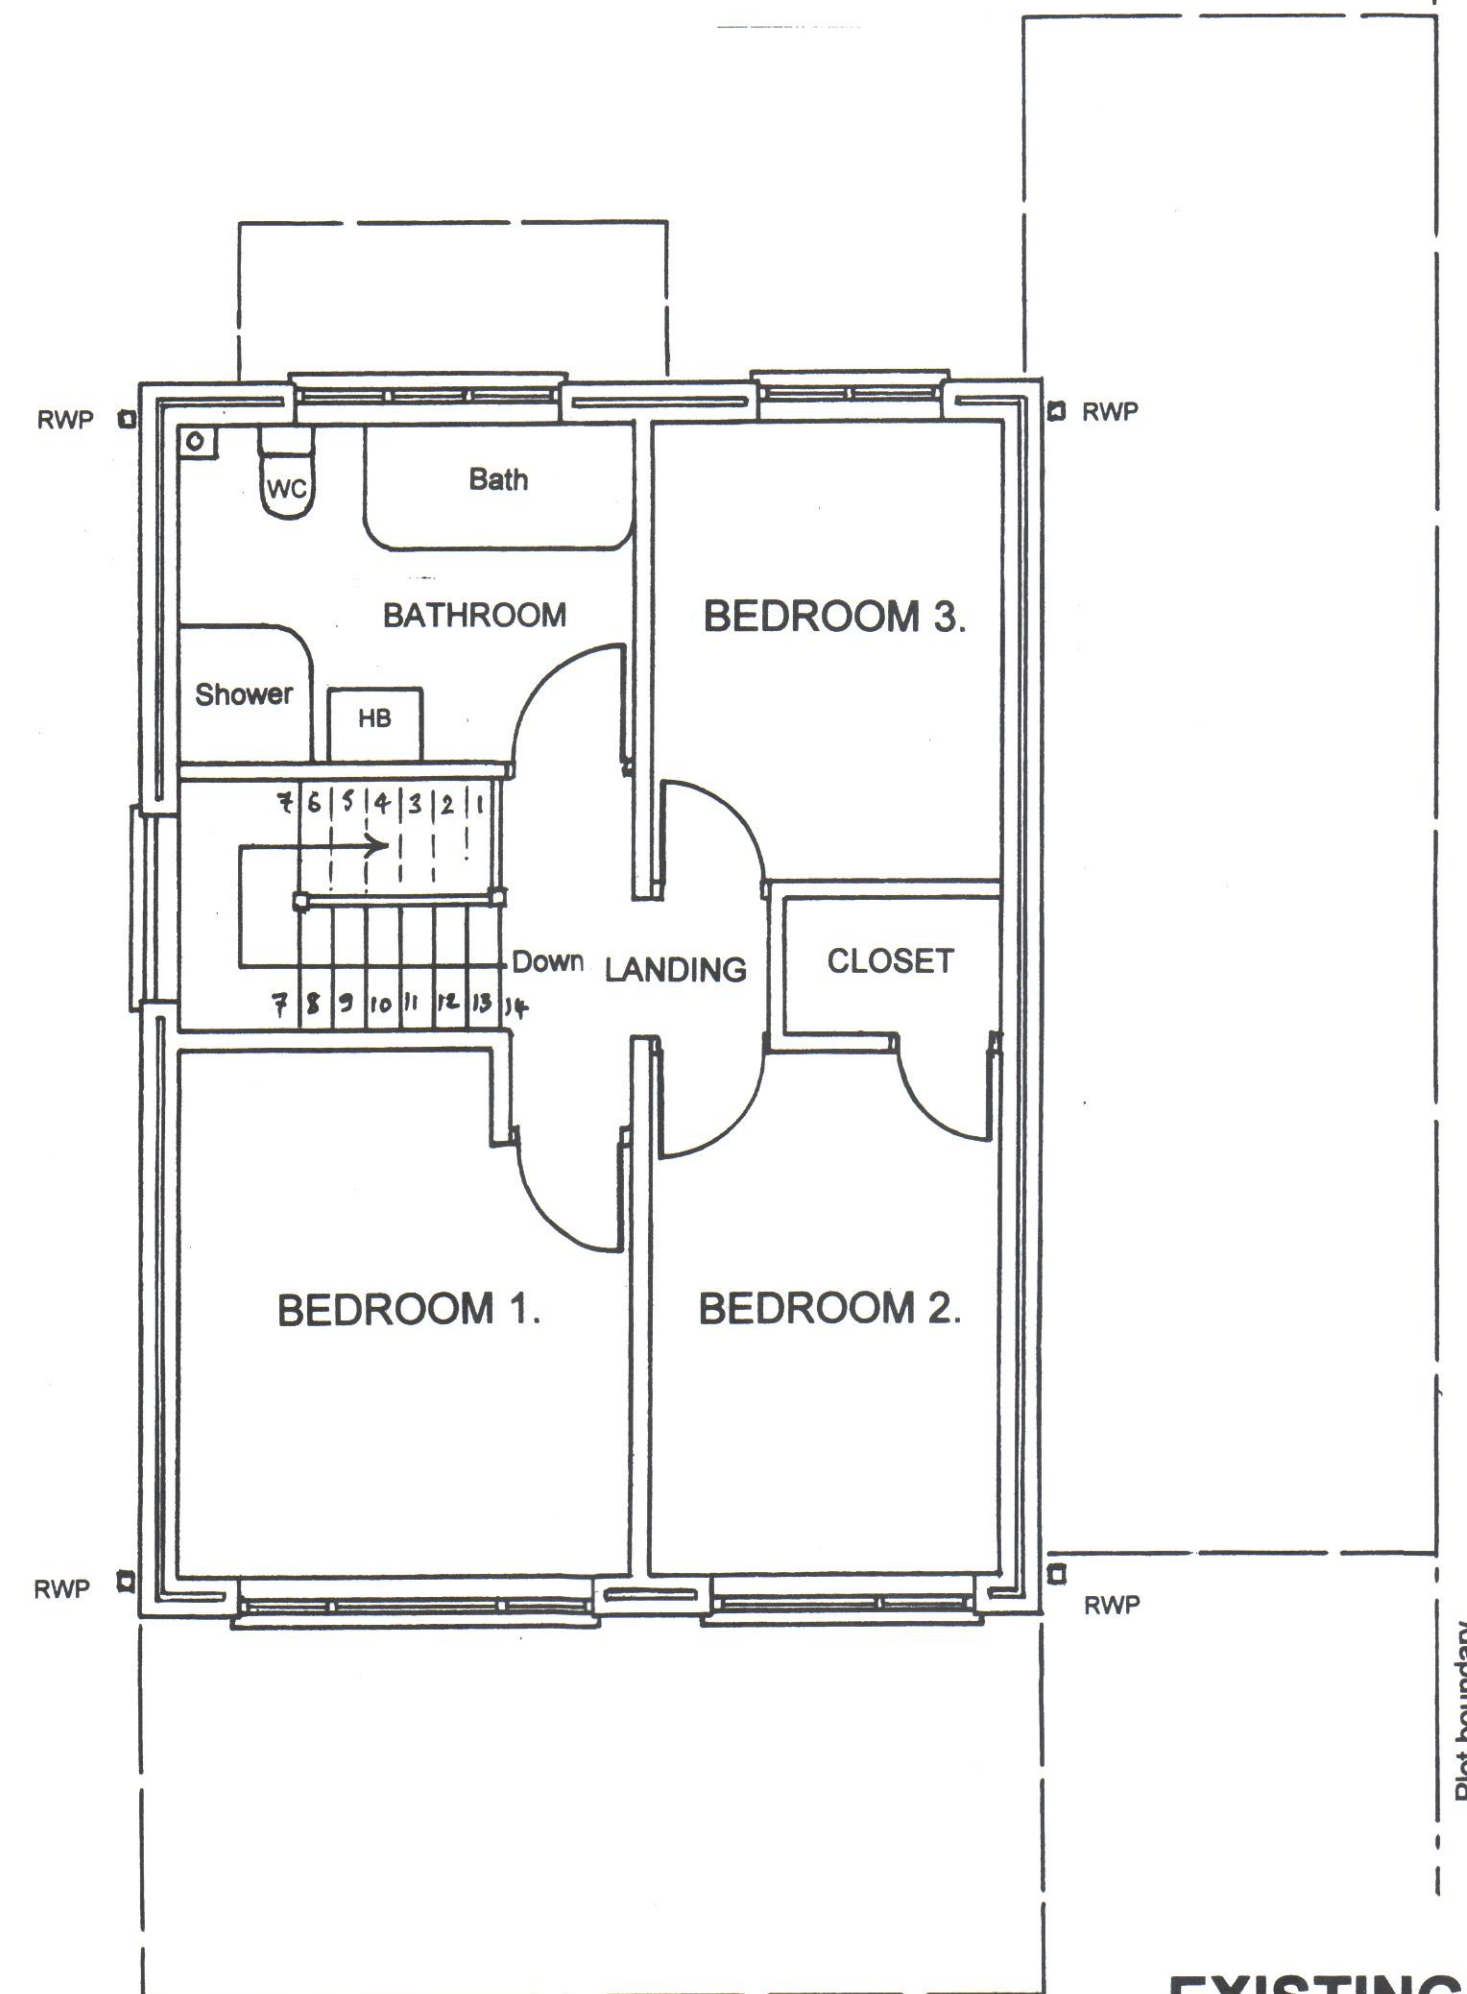 RWP
RWP
Bath
WC
BATHROOM
BEDROOM 3.
Shower
HB
7 6 5 4 3 2 1
Down
LANDING
CLOSET
7 8 9 10 11 12 13 14
BEDROOM 1.
BEDROOM 2.
RWP
RWP
Plot boundary
EXISTING